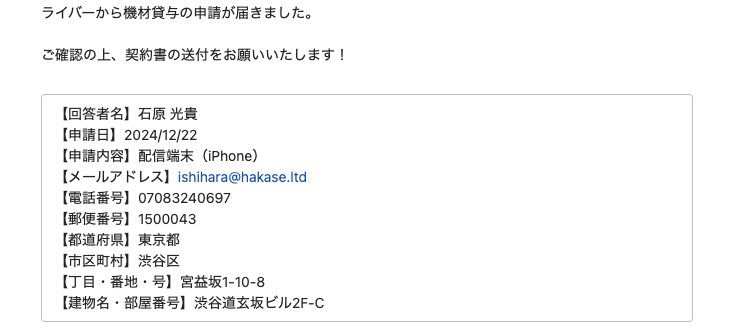 ライバーから機材貸与の申請が届きました。
ご確認の上、契約書の送付をお願いいたします！
【回答者名】石原 光貴
【申請日】2024/12/22
【申請内容】配信端末（iPhone）
【メールアドレス】ishihara@hakase.ltd
【電話番号】07083240697
【郵便番号】1500043
【都道府県】東京都
【市区町村】渋谷区
【丁目・番地・号】宮益坂1-10-8
【建物名・部屋番号】渋谷道玄坂ビル2F-C